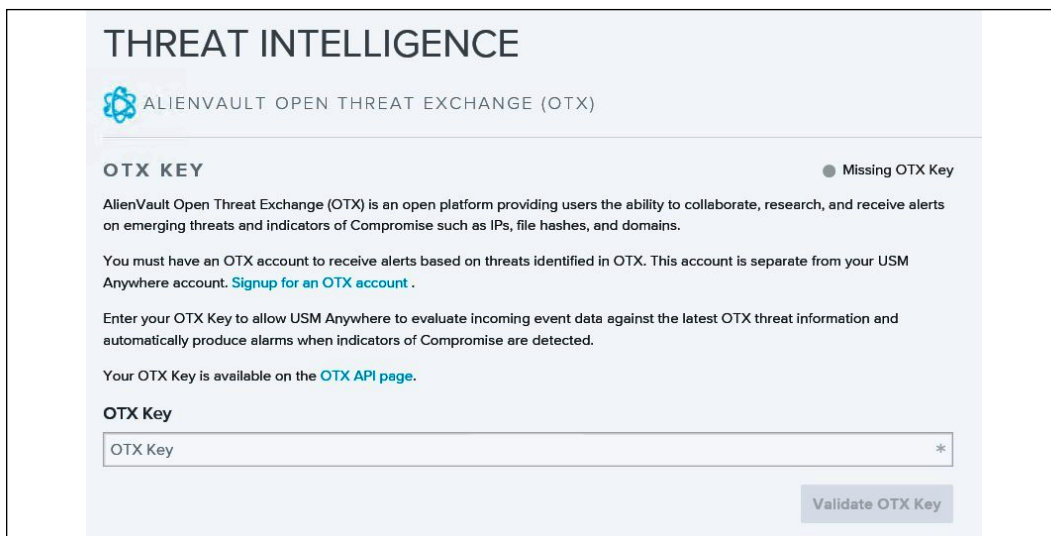 THREAT INTELLIGENCE
ALIENVAULT OPEN THREAT EXCHANGE (OTX)
OTX KEY
Missing OTX Key
AlienVault Open Threat Exchange (OTX) is an open platform providing users the ability to collaborate, research, and receive alerts
on emerging threats and indicators of Compromise such as IPs, file hashes, and domains.
You must have an OTX account to receive alerts based on threats identified in OTX. This account is separate from your USM
Anywhere account. Signup for an OTX account .
Enter your OTX Key to allow USM Anywhere to evaluate incoming event data against the latest OTX threat information and
automatically produce alarms when indicators of Compromise are detected.
Your OTX Key is available on the OTX API page.
OTX Key
OTX Key *
Validate OTX Key